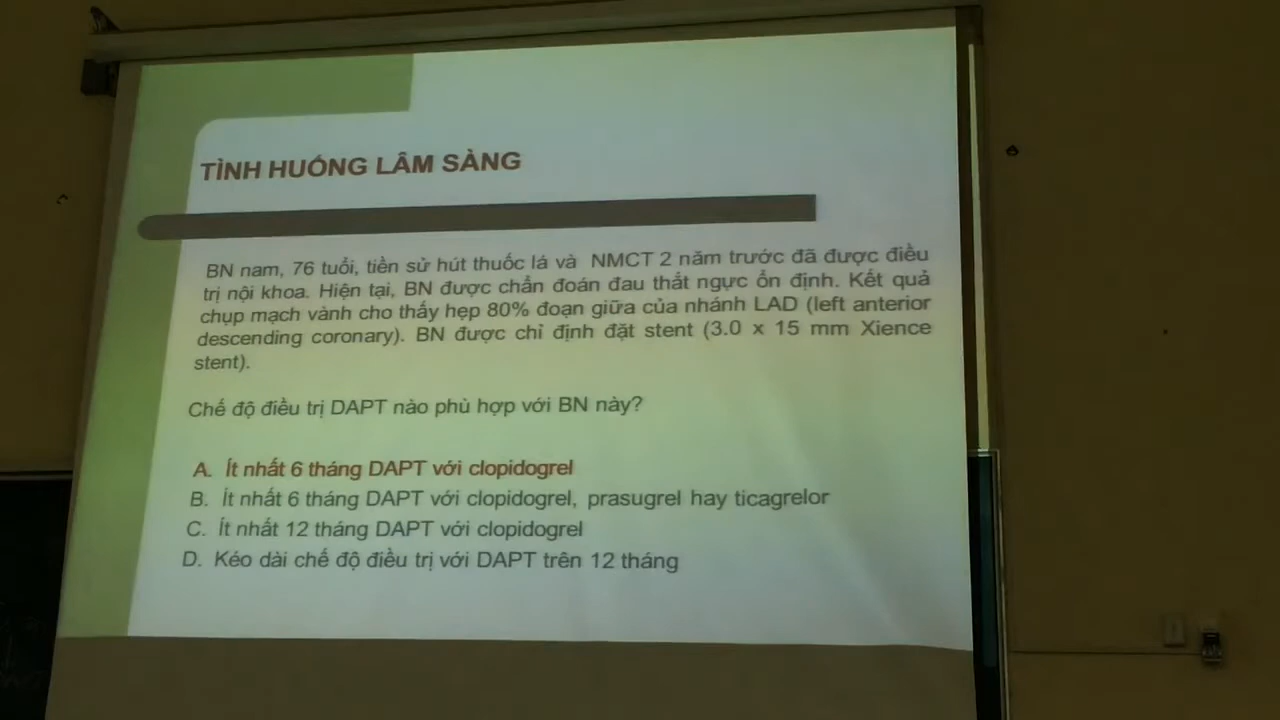 TÌNH HUỐNG LÂM SÀNG
BN nam, 76 tuổi, tiền sử hút thuốc lá và NMCT 2 năm trước đã được điều
trị nội khoa. Hiện tại, BN được chẩn đoán đau thắt ngực ổn định. Kết quả
chụp mạch vành cho thấy hẹp 80% đoạn giữa của nhánh LAD (left anterior
descending coronary). BN được chỉ định đặt stent (3.0 x 15 mm Xience
stent).
Chế độ điều trị DAPT nào phù hợp với BN này?
A. Ít nhất 6 tháng DAPT với clopidogrel
B. Ít nhất 6 tháng DAPT với clopidogrel, prasugrel hay ticagrelor
C. Ít nhất 12 tháng DAPT với clopidogrel
D. Kéo dài chế độ điều trị với DAPT trên 12 tháng